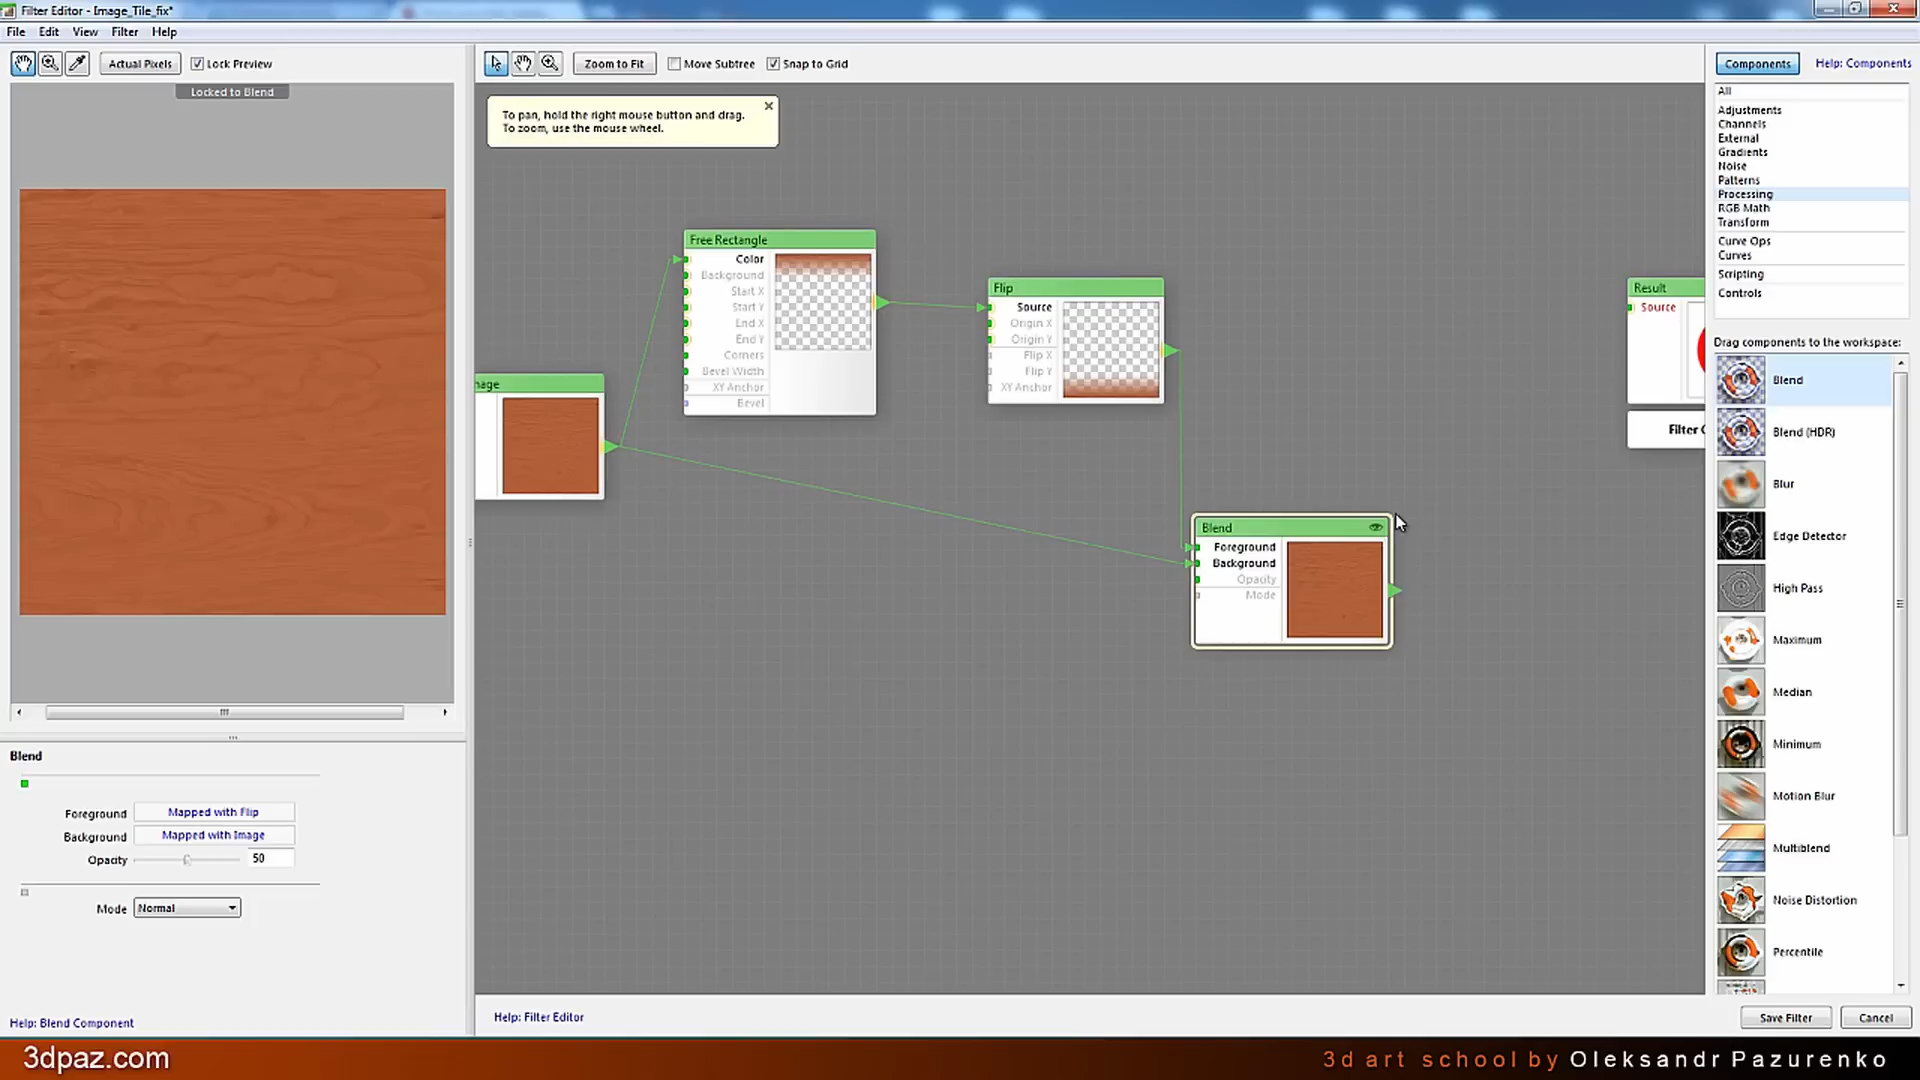 Filter Editor - Image_Tile_fix*
File Edit View Filter Help
Actual Pixels Lock Preview
Zoom to Fit Move Subtree Snap to Grid
Components Help: Components
Locked to Blend
To pan, hold the right mouse button and drag.
To zoom, use the mouse wheel.
Free Rectangle
Color
Background
Start X
Start Y
End X
End Y
Corners
Bevel Width
XY Anchor
Bevel
Flip
Source
Origin X
Origin Y
Flip X
Flip Y
XY Anchor
nage
Result
Source
Filter
Blend
Foreground
Background
Opacity
Mode
All
Adjustments
Channels
External
Gradients
Noise
Patterns
Processing
RGB Math
Transform
Curve Ops
Curves
Scripting
Controls
Drag components to the workspace:
Blend
Blend (HDR)
Blur
Edge Detector
High Pass
Maximum
Median
Minimum
Motion Blur
Multiblend
Noise Distortion
Percentile
Blend
Foreground Mapped with Flip
Background Mapped with Image
Opacity 50
Mode Normal
Help: Blend Component
Help: Filter Editor
Save Filter Cancel
3dpaz.com
3d art school by Oleksandr Pazurenko